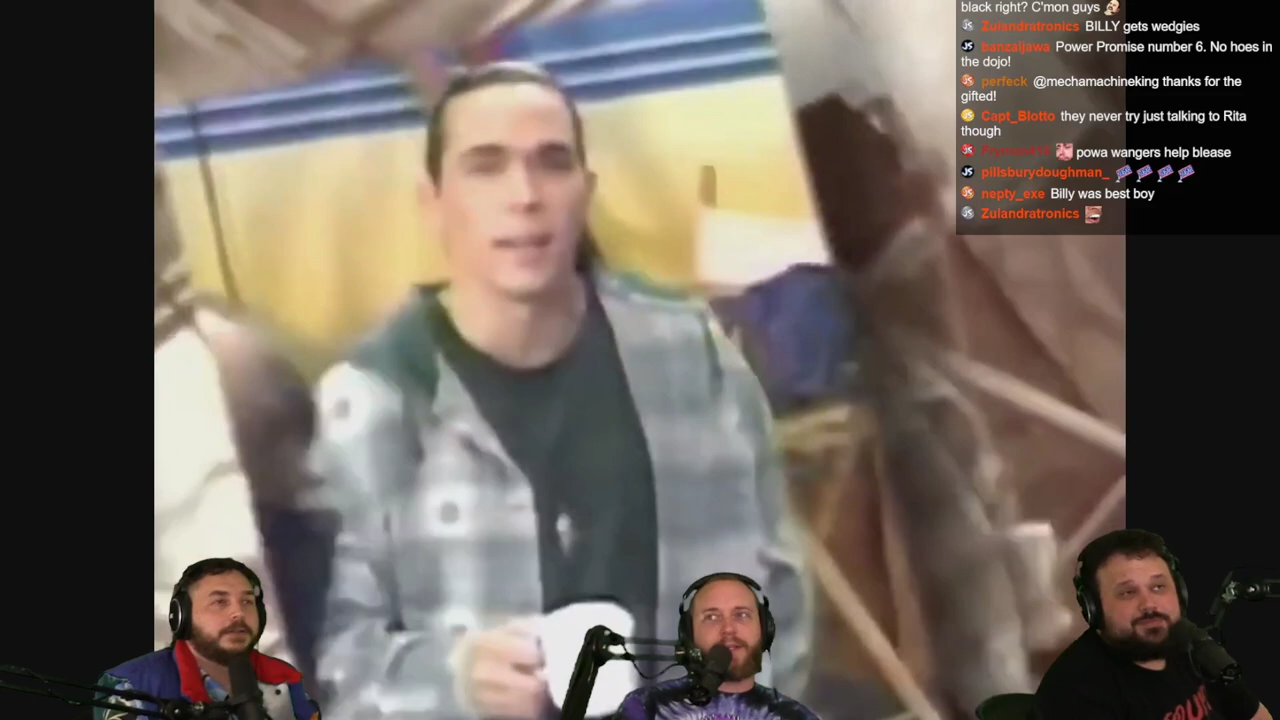 black right? C'mon guys
Zulandratronics BILLY gets wedgies
banzaijawa Power Promise number 6. No hoes in
the dojo!
perfeck @mechamachineking thanks for the
gifted!
Capt_Blotto they never try just talking to Rita
though
powa wangers help blease
pillsburydoughman_
nepty_exe Billy was best boy
Zulandratronics